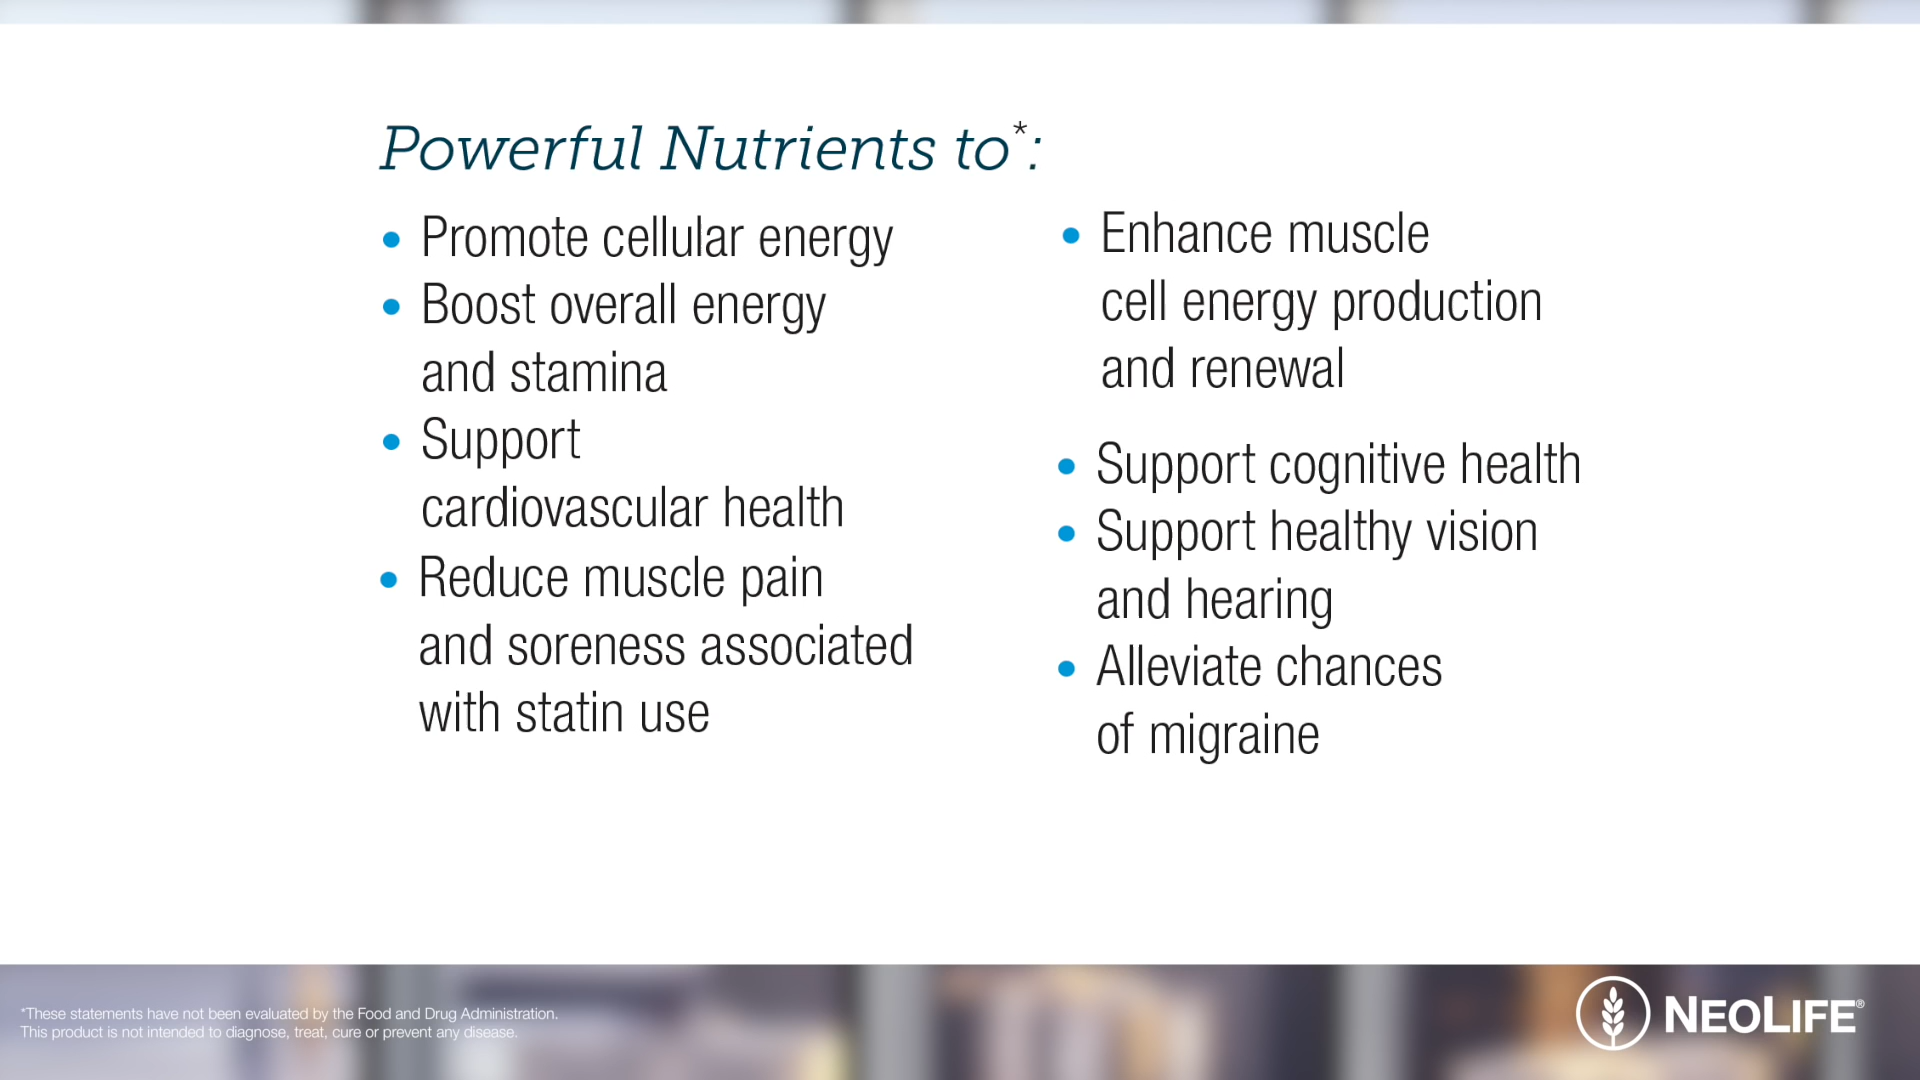 Powerful Nutrients to*:
• Promote cellular energy
• Boost overall energy
and stamina
• Support
cardiovascular health
• Reduce muscle pain
and soreness associated
with statin use
• Enhance muscle
cell energy production
and renewal
• Support cognitive health
• Support healthy vision
and hearing
• Alleviate chances
of migraine
*These statements have not been evaluated by the Food and Drug Administration.
This product is not intended to diagnose, treat, cure or prevent any disease.
NEOLIFE®